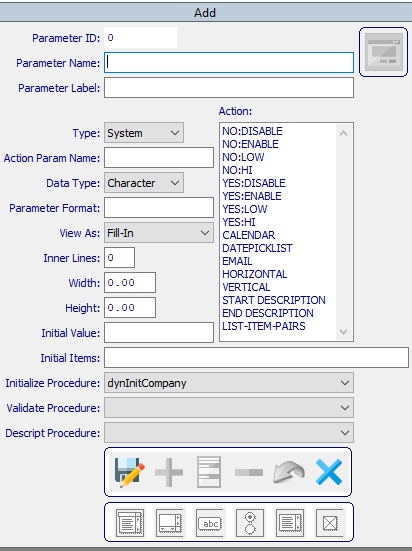 Add
Parameter ID: 0
Parameter Name:
Parameter Label:
Action:
Type: System
Action Param Name:
Data Type: Character
Parameter Format:
View As: Fill-In
Inner Lines: 0
Width: 0.00
Height: 0.00
Initial Value:
NO:DISABLE
NO:ENABLE
NO:LOW
NO:HI
YES:DISABLE
YES:ENABLE
YES:LOW
YES:HI
CALENDAR
DATEPICKLIST
EMAIL
HORIZONTAL
VERTICAL
START DESCRIPTION
END DESCRIPTION
LIST-ITEM-PAIRS
Initial Items:
Initialize Procedure: dynInitCompany
Validate Procedure:
Descript Procedure:
abc